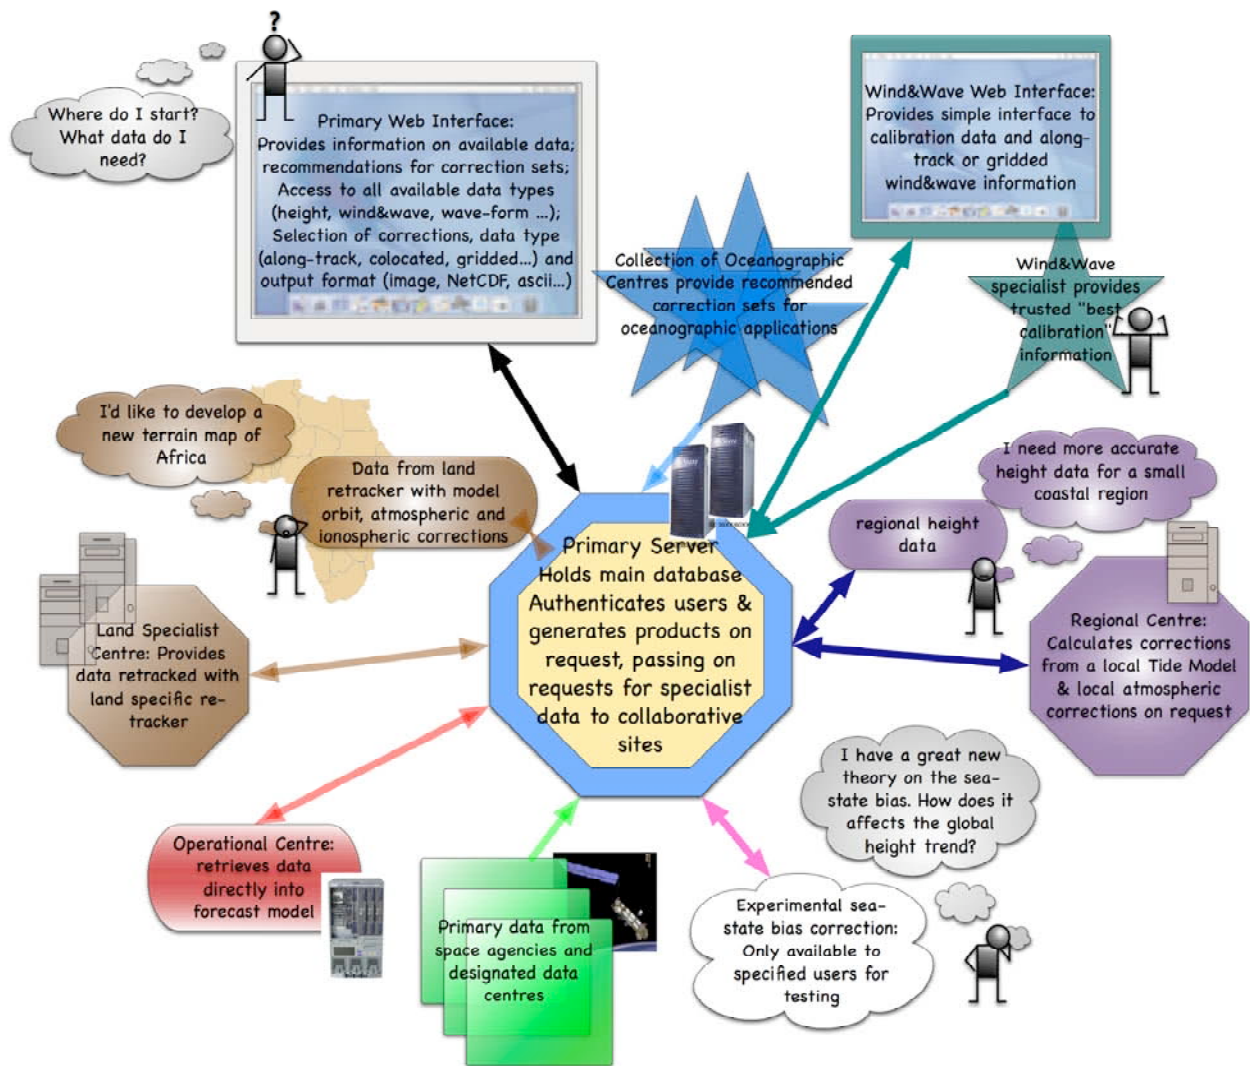 ?
Where do I start?
What data do I
need?
Primary Web Interface:
Provides information on available data;
recommendations for correction sets;
Access to all available data types
(height, wind&wave, wave-form ...);
Selection of corrections, data type
(along-track, colocated, gridded...) and
output format (image, NetCDF, ascii...)
Wind&Wave Web Interface:
Provides simple interface to
calibration data and along-
track or gridded
wind&wave information
Collection of Oceanographic
Centres provide recommended
correction sets for
oceanographic applications
Wind&Wave
specialist provides
trusted "best
calibration"
information
I'd like to develop a
new terrain map of
Africa
Data from land
retracker with model
orbit, atmospheric and
ionospheric corrections
I need more accurate
height data for a small
coastal region
regional height
data
Primary Server
Holds main database
Authenticates users &
generates products on
request, passing on
requests for specialist
data to collaborative
sites
Land Specialist
Centre: Provides
data retracked with
land specific re-
tracker
Regional Centre:
Calculates corrections
from a local Tide Model
& local atmospheric
corrections on request
I have a great new
theory on the sea-
state bias. How does it
affects the global
height trend?
Operational Centre:
retrieves data
directly into
forecast model
Primary data from
space agencies and
designated data
centres
Experimental sea-
state bias correction:
Only available to
specified users for
testing